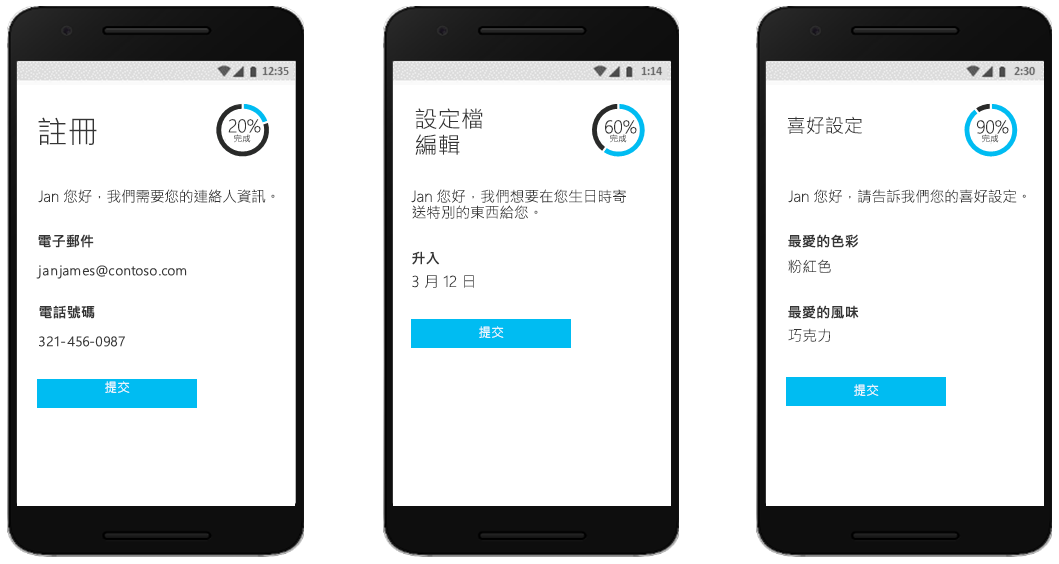 12:35
註冊
20%
完成
Jan 您好，我們需要您的連絡人資訊。
電子郵件
janjames@contoso.com
電話號碼
321-456-0987
提交
1:14
設定檔
編輯
60%
完成
Jan 您好，我們想要在您生日時寄
送特別的東西給您。
升入
3 月 12 日
提交
2:30
喜好設定
90%
完成
Jan 您好，請告訴我們您的喜好設定。
最愛的色彩
粉紅色
最愛的風味
巧克力
提交